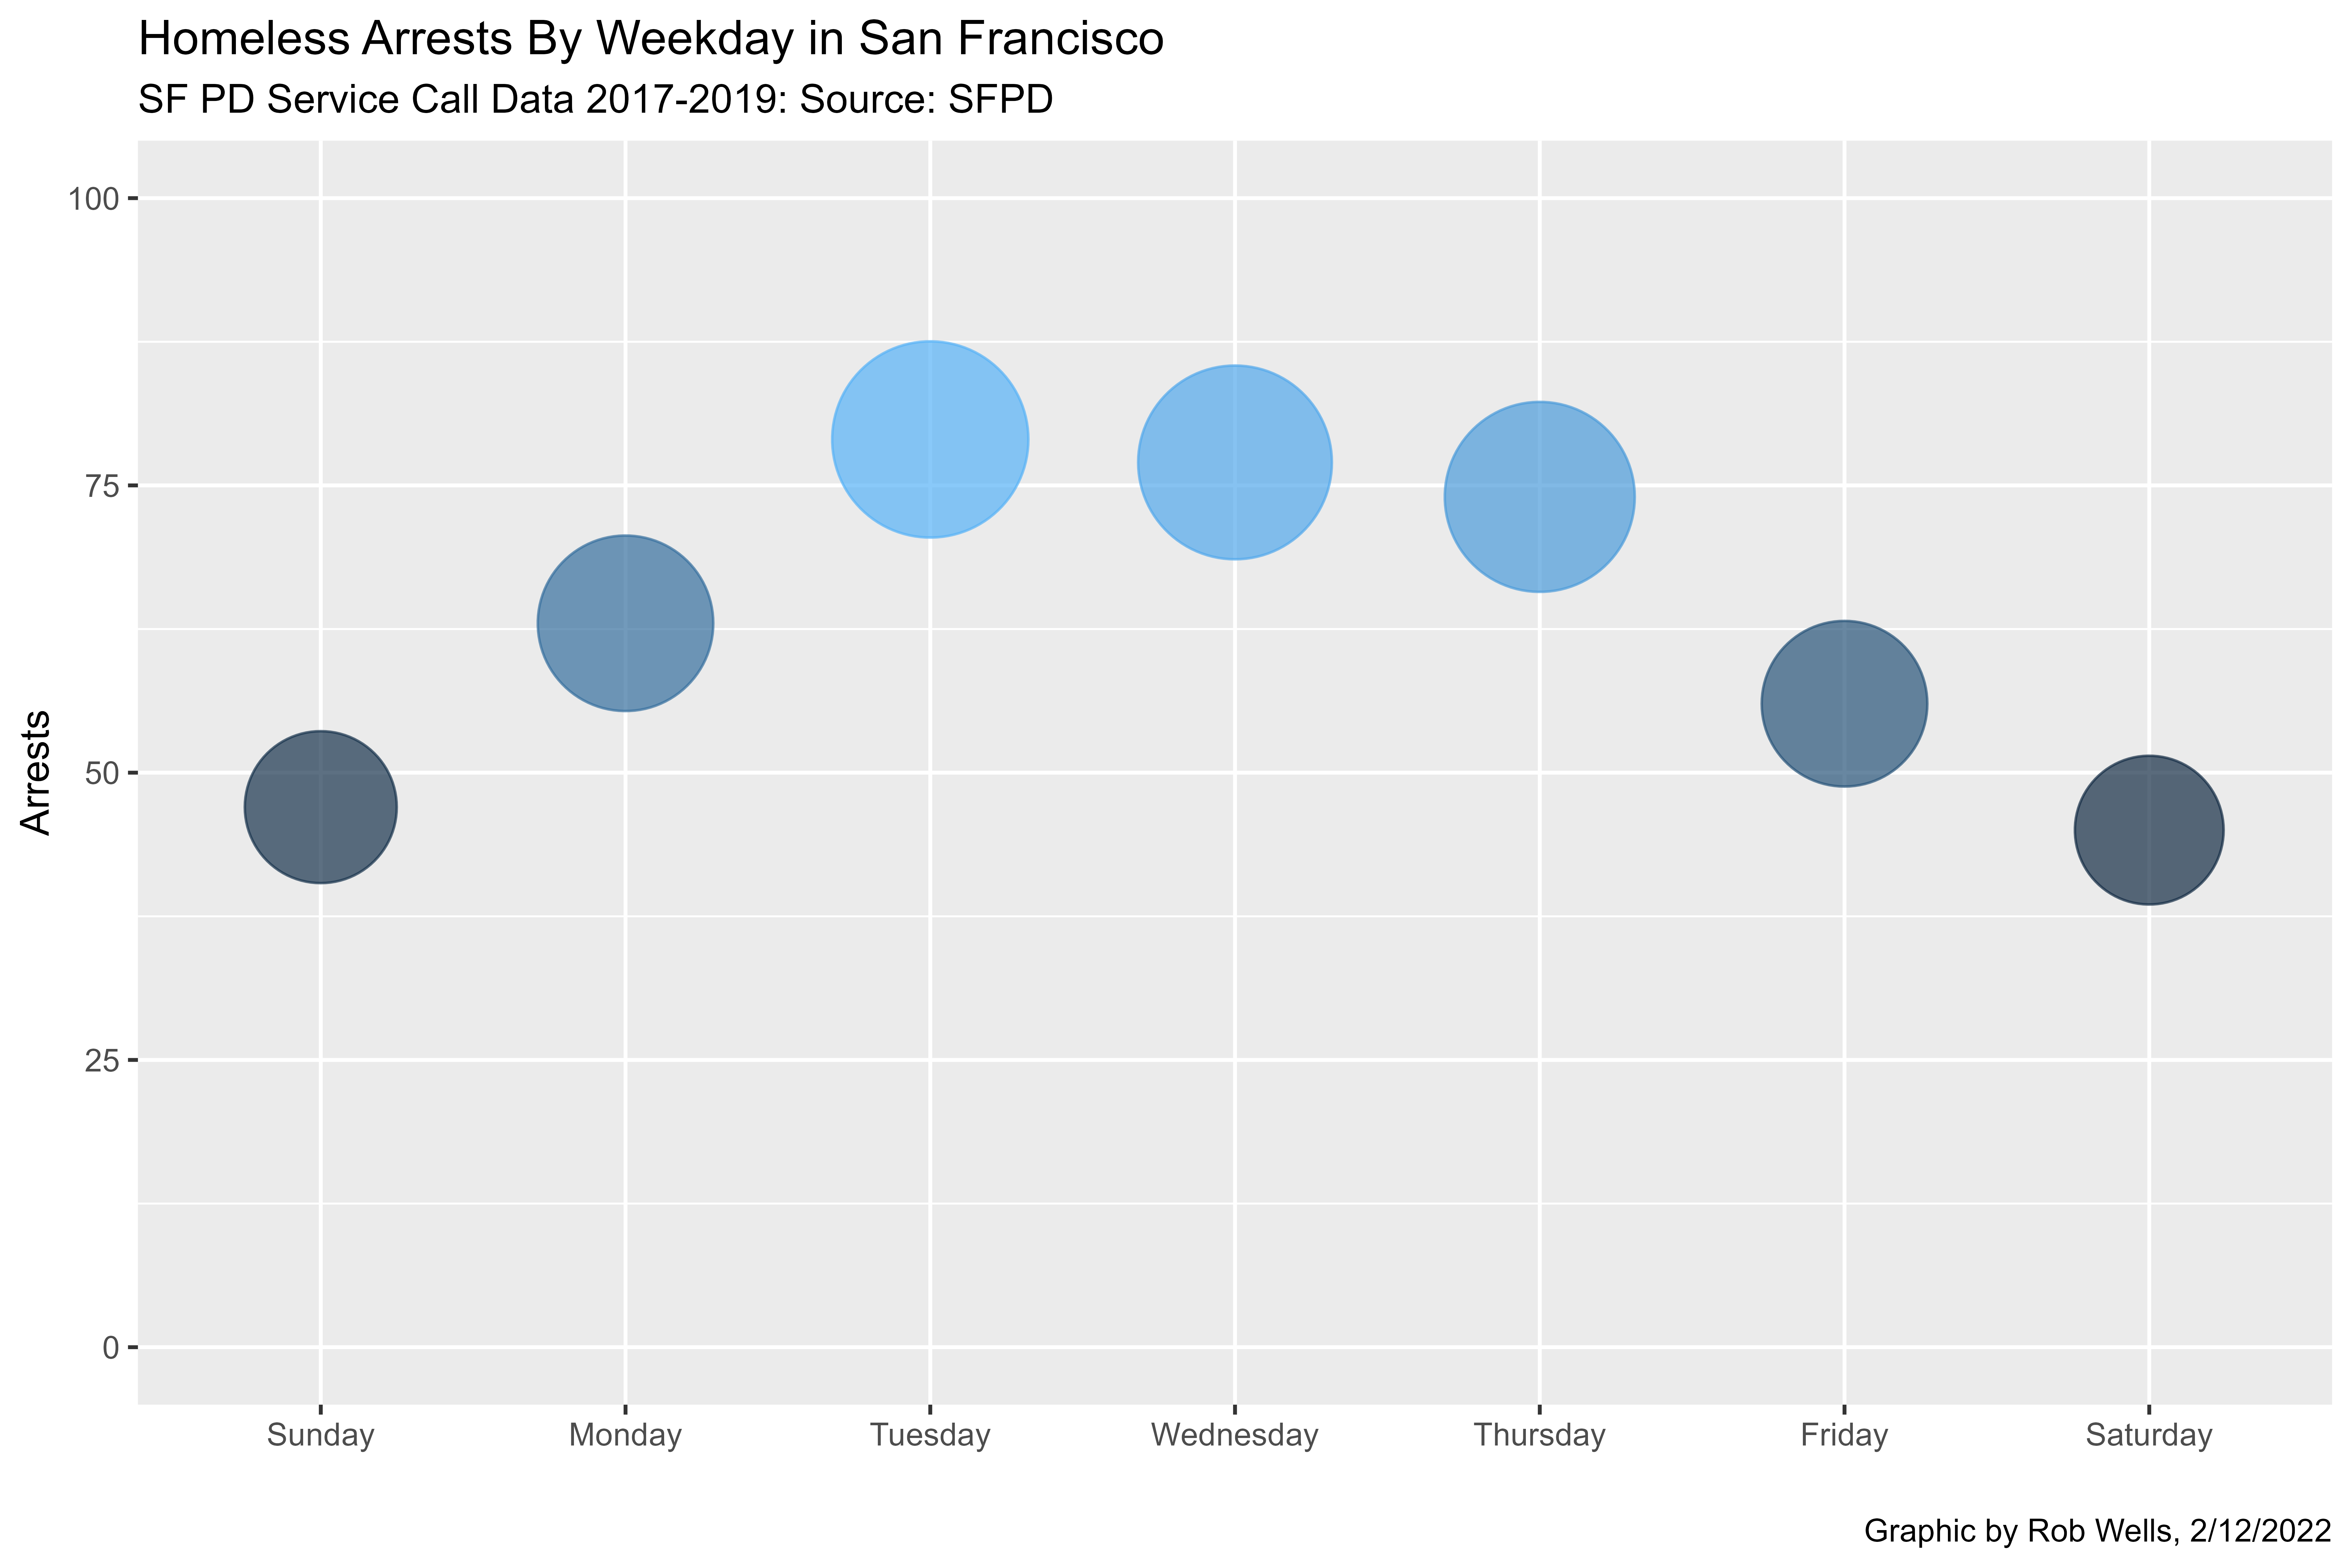 Homeless Arrests By Weekday in San Francisco
SF PD Service Call Data 2017-2019: Source: SFPD
Arrests
100
75
50
25
0
Sunday Monday Tuesday Wednesday Thursday Friday Saturday
Graphic by Rob Wells, 2/12/2022